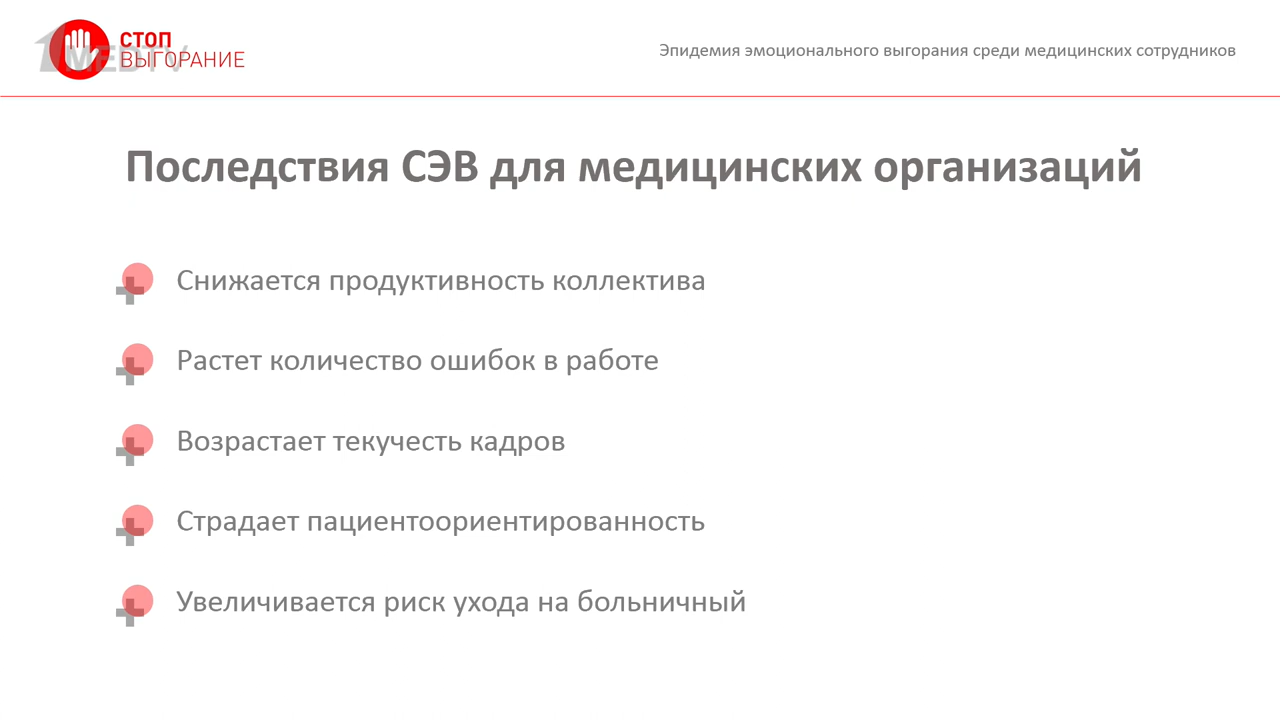 СТОП
ВЫГОРАНИЕ
1MEDTV
Эпидемия эмоционального выгорания среди медицинских сотрудников
Последствия СЭВ для медицинских организаций
Снижается продуктивность коллектива
Растет количество ошибок в работе
Возрастает текучесть кадров
Страдает пациентоориентированность
Увеличивается риск ухода на больничный